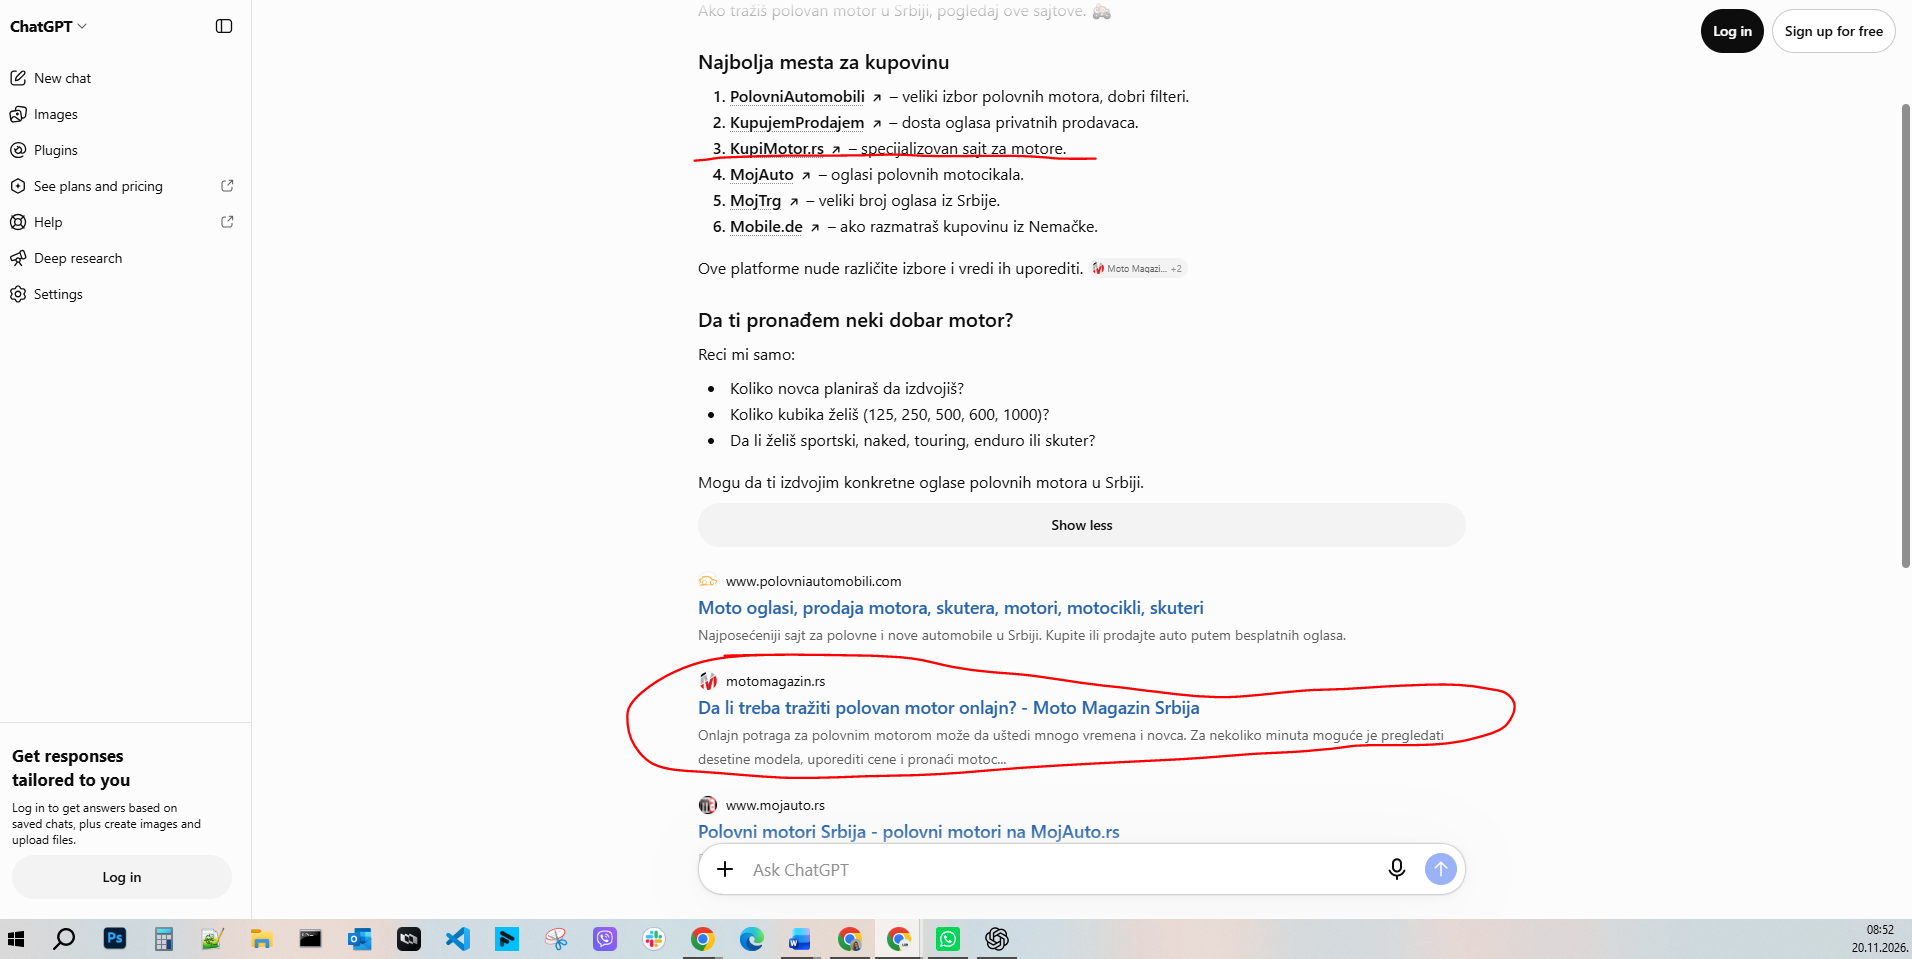 ChatGPT
New chat
Images
Plugins
See plans and pricing
Help
Deep research
Settings
Get responses
tailored to you
Log in to get answers based on
saved chats, plus create images and
upload files.
Log in
Log in
Sign up for free
Ako tražiš polovan motor u Srbiji, pogledaj ove sajtove.
Najbolja mesta za kupovinu
1. PolovniAutomobili – veliki izbor polovnih motora, dobri filteri.
2. KupujemProdajem – dosta oglasa privatnih prodavaca.
3. KupiMotor.rs – specijalizovan sajt za motore.
4. MojAuto – oglasi polovnih motocikala.
5. MojTrg – veliki broj oglasa iz Srbije.
6. Mobile.de – ako razmatraš kupovinu iz Nemačke.
Ove platforme nude različite izbore i vredi ih uporediti. Moto Magazi... +2
Da ti pronađem neki dobar motor?
Reci mi samo:
• Koliko novca planiraš da izdvojiš?
• Koliko kubika želiš (125, 250, 500, 600, 1000)?
• Da li želiš sportski, naked, touring, enduro ili skuter?
Mogu da ti izdvojim konkretne oglase polovnih motora u Srbiji.
Show less
www.polovniautomobili.com
Moto oglasi, prodaja motora, skutera, motori, motocikli, skuteri
Najposećeniji sajt za polovne i nove automobile u Srbiji. Kupite ili prodajte auto putem besplatnih oglasa.
motomagazin.rs
Da li treba tražiti polovan motor onlajn? - Moto Magazin Srbija
Onlajn potraga za polovnim motorom može da uštedi mnogo vremena i novca. Za nekoliko minuta moguće je pregledati
desetine modela, uporediti cene i pronaći motoc...
www.mojauto.rs
Polovni motori Srbija - polovni motori na MojAuto.rs
Ask ChatGPT
Ps
08:52
20.11.2026.